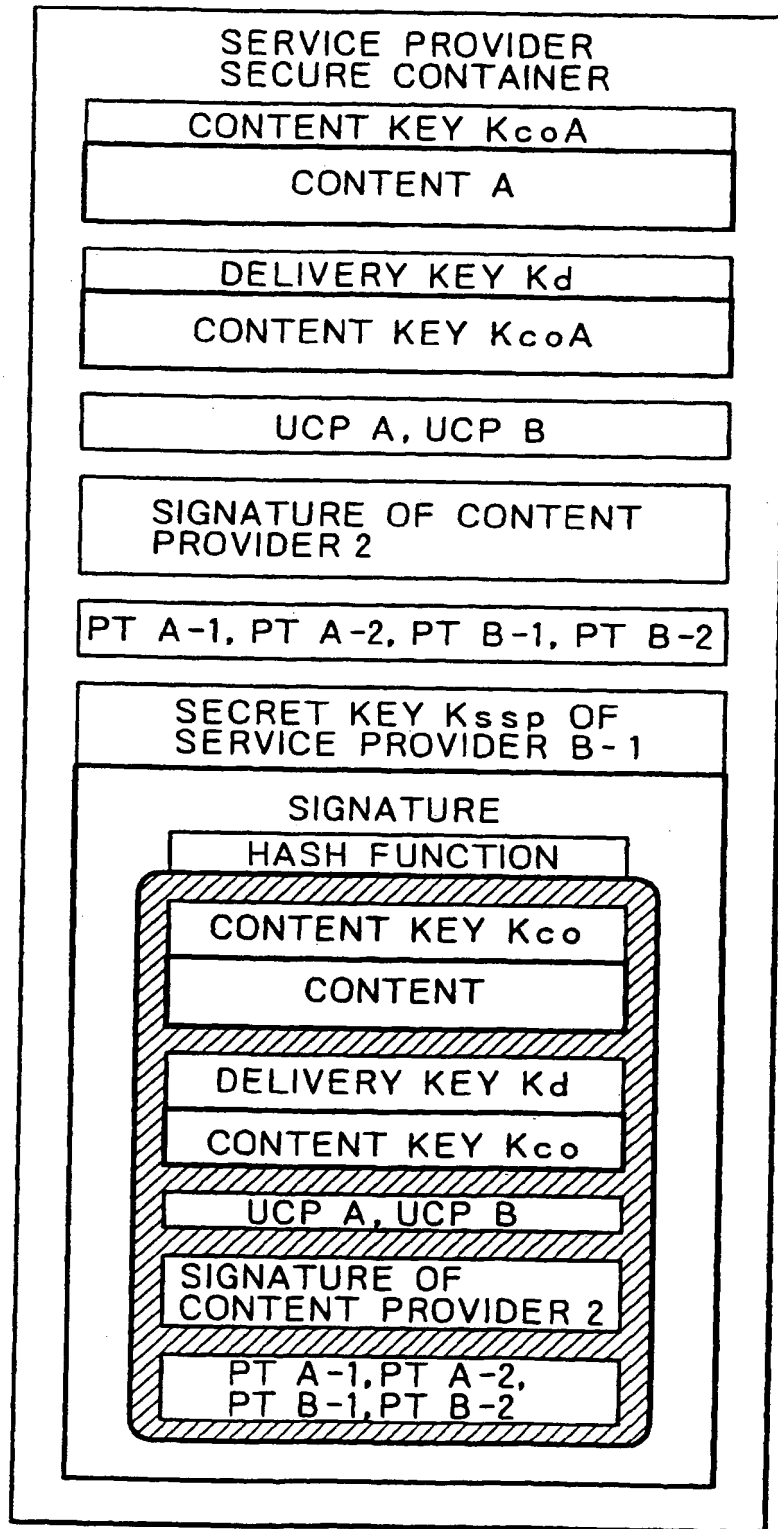 SERVICE PROVIDER
SECURE CONTAINER
CONTENT KEY KcoA
CONTENT A
DELIVERY KEY Kd
CONTENT KEY KcoA
UCP A, UCP B
SIGNATURE OF CONTENT
PROVIDER 2
PT A-1, PT A-2, PT B-1, PT B-2
SECRET KEY Kssp OF
SERVICE PROVIDER B-1
SIGNATURE
HASH FUNCTION
CONTENT KEY Kco
CONTENT
DELIVERY KEY Kd
CONTENT KEY Kco
UCP A, UCP B
SIGNATURE OF
CONTENT PROVIDER 2
PT A-1, PT A-2,
PT B-1, PT B-2